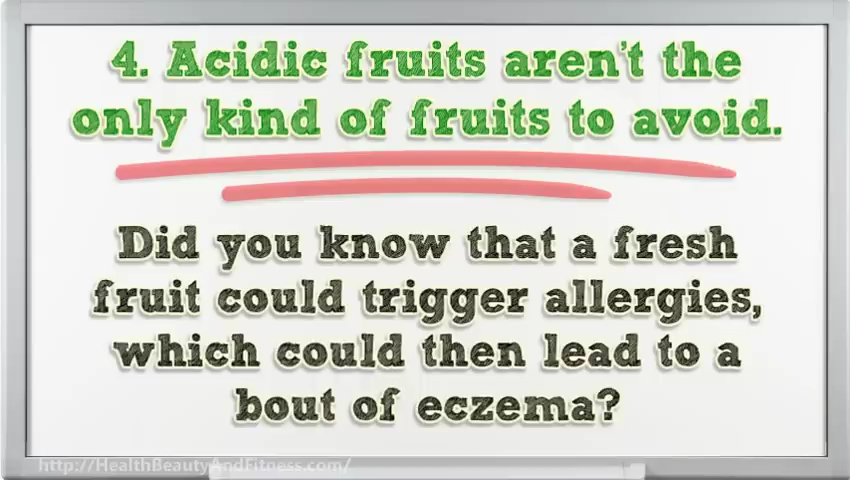 4. Acidic fruits aren't the
only kind of fruits to avoid.
Did you know that a fresh
fruit could trigger allergies,
which could then lead to a
bout of eczema?
http://HealthBeautyAndFitness.com/